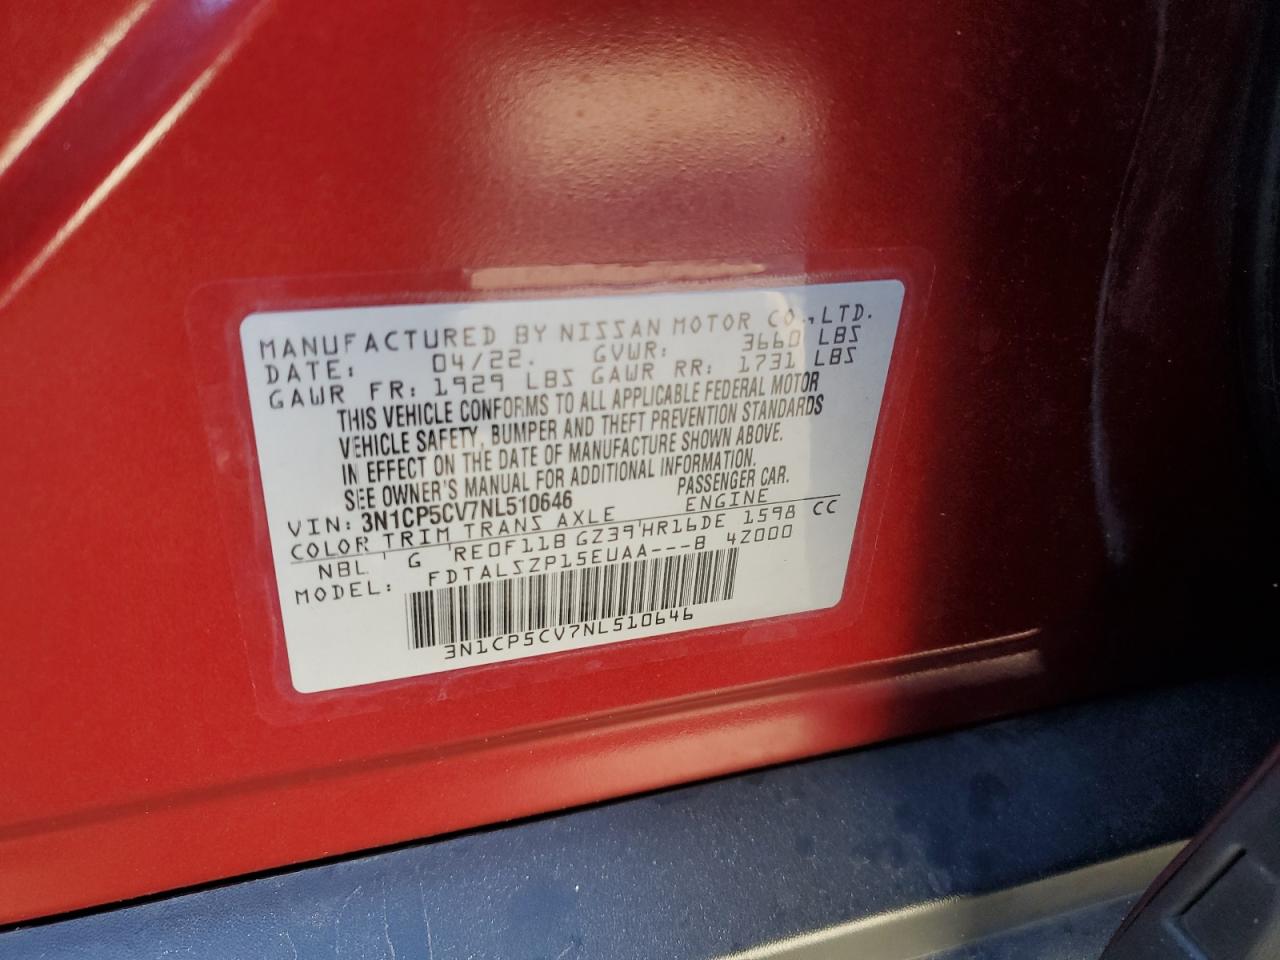 MANUFACTURED BY NISSAN MOTOR CO.,LTD.
DATE: 04/22. GVWR: 3660 LBS
GAWR FR: 1929 LBS GAWR RR: 1731 LBS
THIS VEHICLE CONFORMS TO ALL APPLICABLE FEDERAL MOTOR
VEHICLE SAFETY, BUMPER AND THEFT PREVENTION STANDARDS
IN EFFECT ON THE DATE OF MANUFACTURE SHOWN ABOVE.
SEE OWNER'S MANUAL FOR ADDITIONAL INFORMATION.
VIN: 3N1CP5CV7NL510646 PASSENGER CAR.
COLOR TRIM TRANS AXLE ENGINE
NBL G RE0F11B GZ39 HR16DE 1598 CC
MODEL: FDTALSZP15EUAA---B 4Z000
3N1CP5CV7NL510646